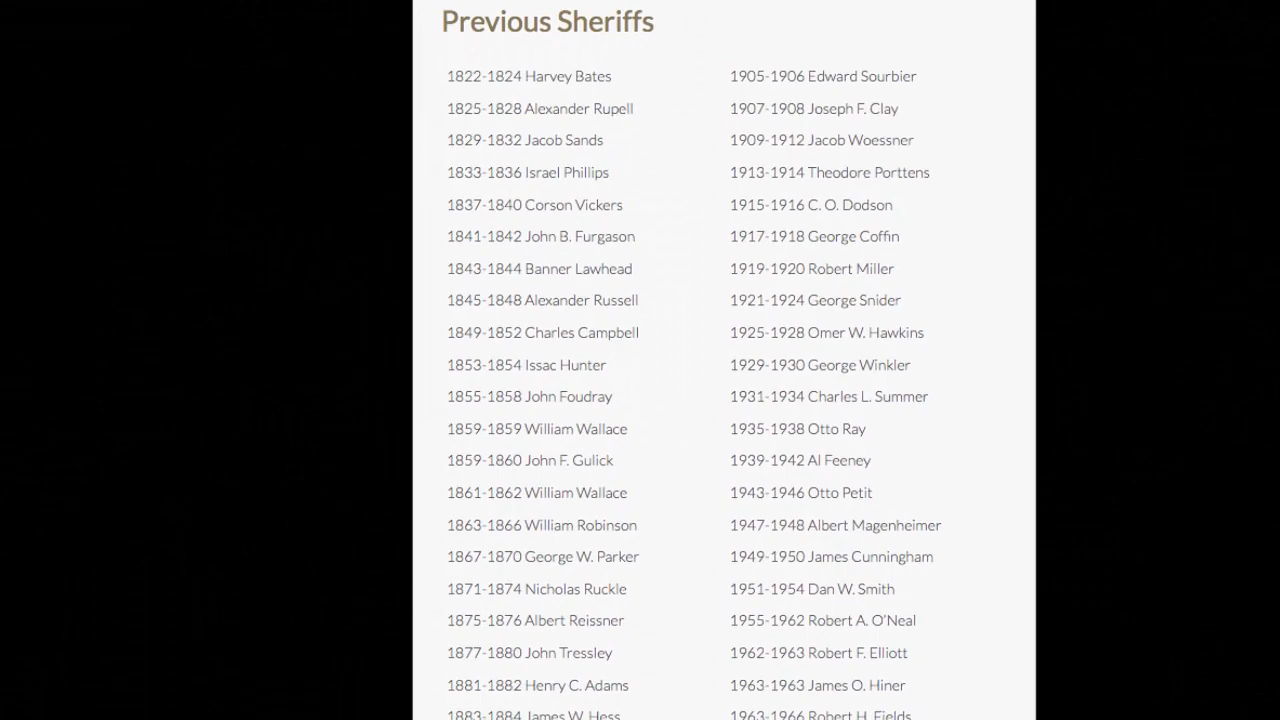 Previous Sheriffs
1822-1824 Harvey Bates
1825-1828 Alexander Rupell
1829-1832 Jacob Sands
1833-1836 Israel Phillips
1837-1840 Corson Vickers
1841-1842 John B. Furgason
1843-1844 Banner Lawhead
1845-1848 Alexander Russell
1849-1852 Charles Campbell
1853-1854 Issac Hunter
1855-1858 John Foudray
1859-1859 William Wallace
1859-1860 John F. Gulick
1861-1862 William Wallace
1863-1866 William Robinson
1867-1870 George W. Parker
1871-1874 Nicholas Ruckle
1875-1876 Albert Reissner
1877-1880 John Tressley
1881-1882 Henry C. Adams
1883-1884 James W. Hess
1905-1906 Edward Sourbier
1907-1908 Joseph F. Clay
1909-1912 Jacob Woessner
1913-1914 Theodore Porttens
1915-1916 C. O. Dodson
1917-1918 George Coffin
1919-1920 Robert Miller
1921-1924 George Snider
1925-1928 Omer W. Hawkins
1929-1930 George Winkler
1931-1934 Charles L. Summer
1935-1938 Otto Ray
1939-1942 Al Feeney
1943-1946 Otto Petit
1947-1948 Albert Magenheimer
1949-1950 James Cunningham
1951-1954 Dan W. Smith
1955-1962 Robert A. O’Neal
1962-1963 Robert F. Elliott
1963-1963 James O. Hiner
1963-1966 Robert H. Fields